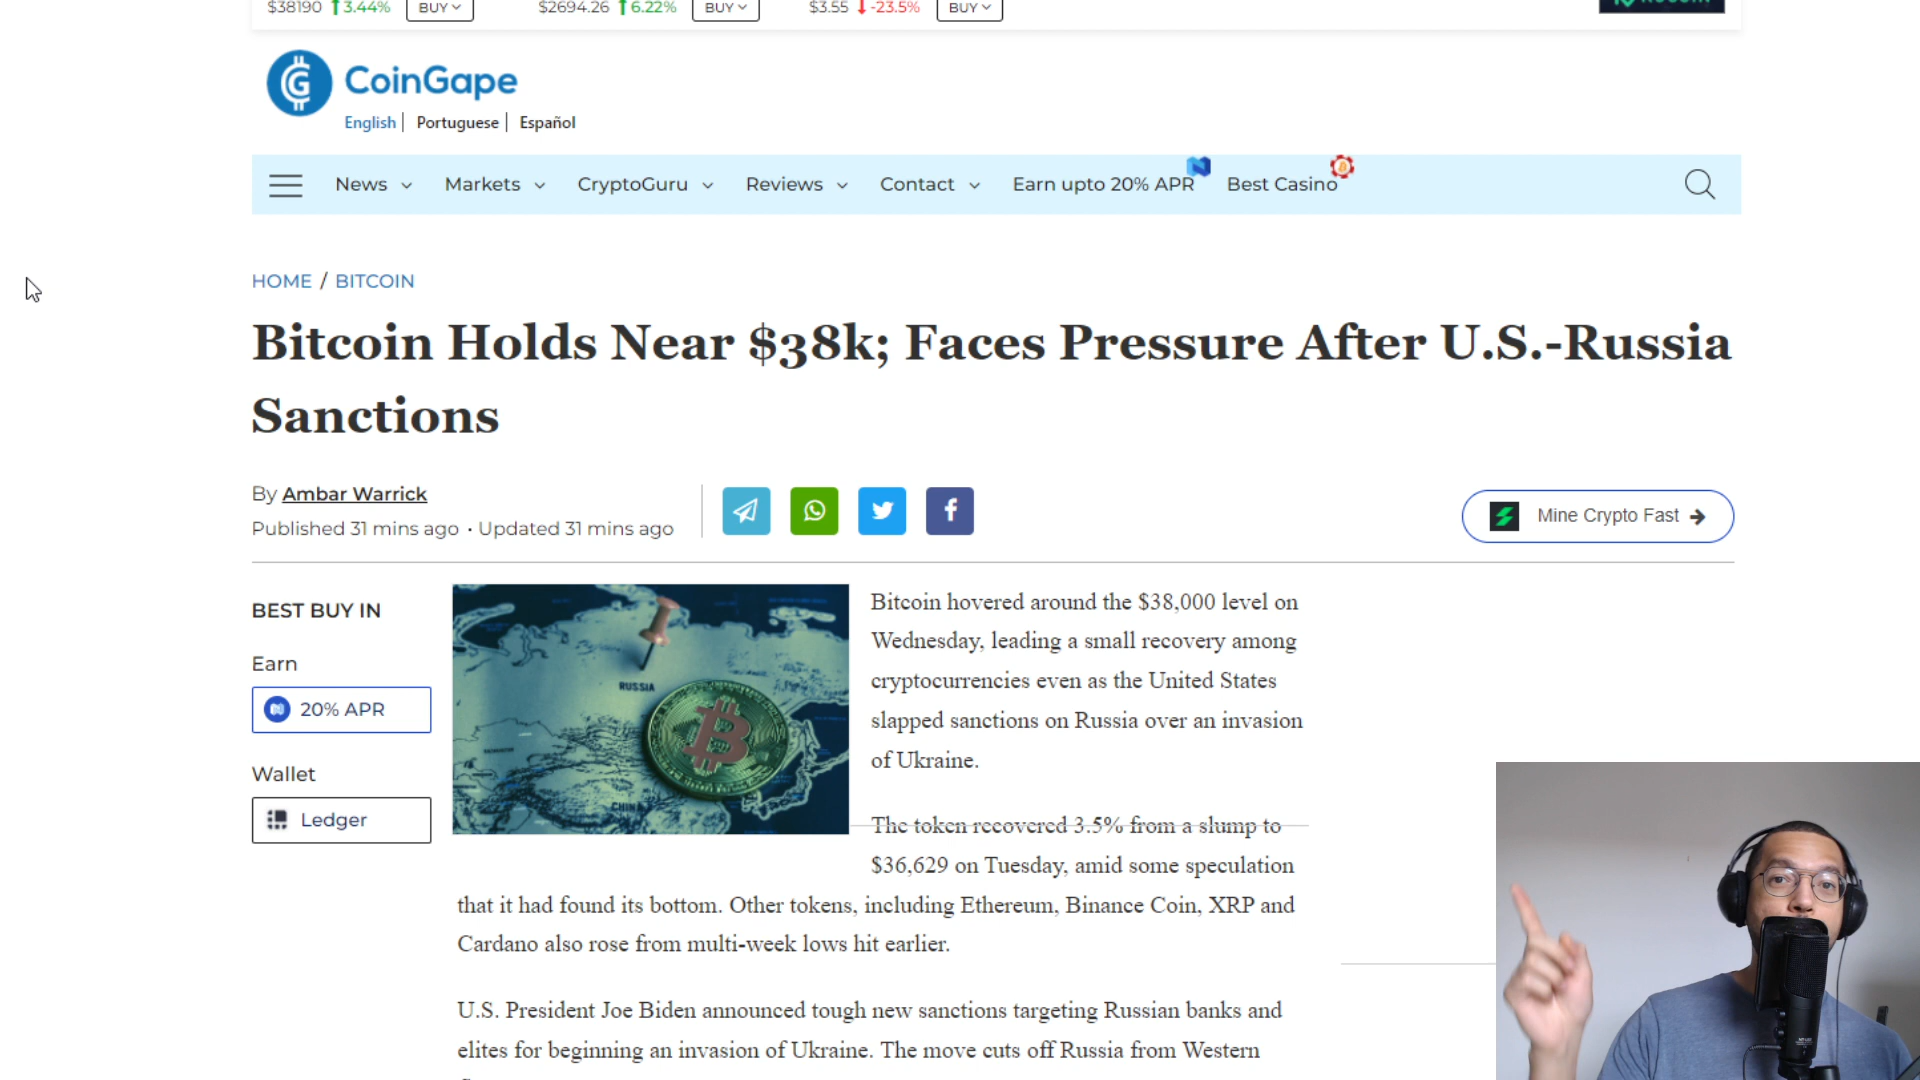 $38190 3.44% BUY $2694.26 6.22% BUY $3.55 -23.5% BUY
CoinGape
English | Portuguese | Español
News Markets CryptoGuru Reviews Contact Earn upto 20% APR Best Casino
HOME / BITCOIN
Bitcoin Holds Near $38k; Faces Pressure After U.S.-Russia
Sanctions
By Ambar Warrick
Published 31 mins ago • Updated 31 mins ago
Mine Crypto Fast
BEST BUY IN
Earn
20% APR
Wallet
Ledger
RUSSIA
CHINA
Bitcoin hovered around the $38,000 level on
Wednesday, leading a small recovery among
cryptocurrencies even as the United States
slapped sanctions on Russia over an invasion
of Ukraine.
The token recovered 3.5% from a slump to
$36,629 on Tuesday, amid some speculation
that it had found its bottom. Other tokens, including Ethereum, Binance Coin, XRP and
Cardano also rose from multi-week lows hit earlier.
U.S. President Joe Biden announced tough new sanctions targeting Russian banks and
elites for beginning an invasion of Ukraine. The move cuts off Russia from Western